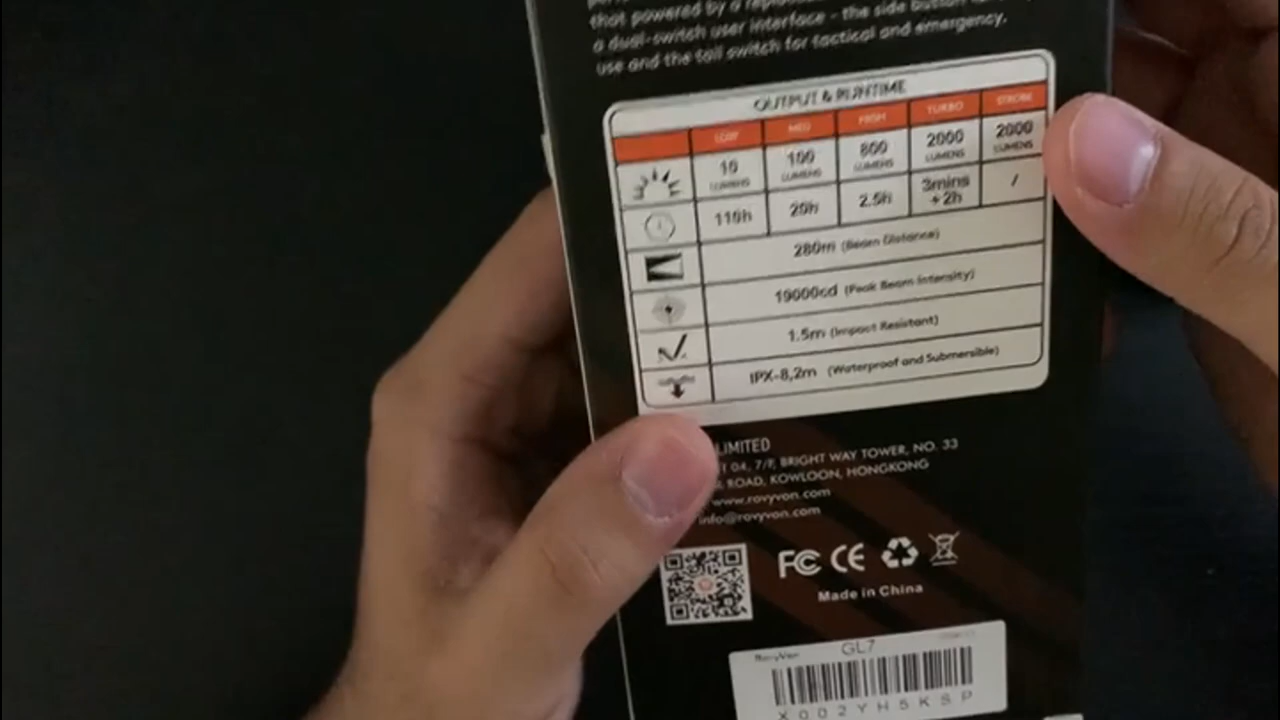 that powered by a
a dual-switch user interface - the side button
use and the tail switch for tactical and emergency.
OUTPUT & RUNTIME
LOW MED HIGH TURBO STROBE
10 LUMENS 100 LUMENS 800 LUMENS 2000 LUMENS 2000 LUMENS
110h 20h 2.5h 3mins +2h /
280m (Beam Distance)
19000cd (Peak Beam Intensity)
1.5m (Impact Resistant)
IPX-8,2m (Waterproof and Submersible)
LIMITED
04, 7/F, BRIGHT WAY TOWER, NO. 33
ROAD, KOWLOON, HONGKONG
www.rovyvon.com
info@rovyvon.com
FC CE
Made in China
RovyVon GL7
X002YH5KSP